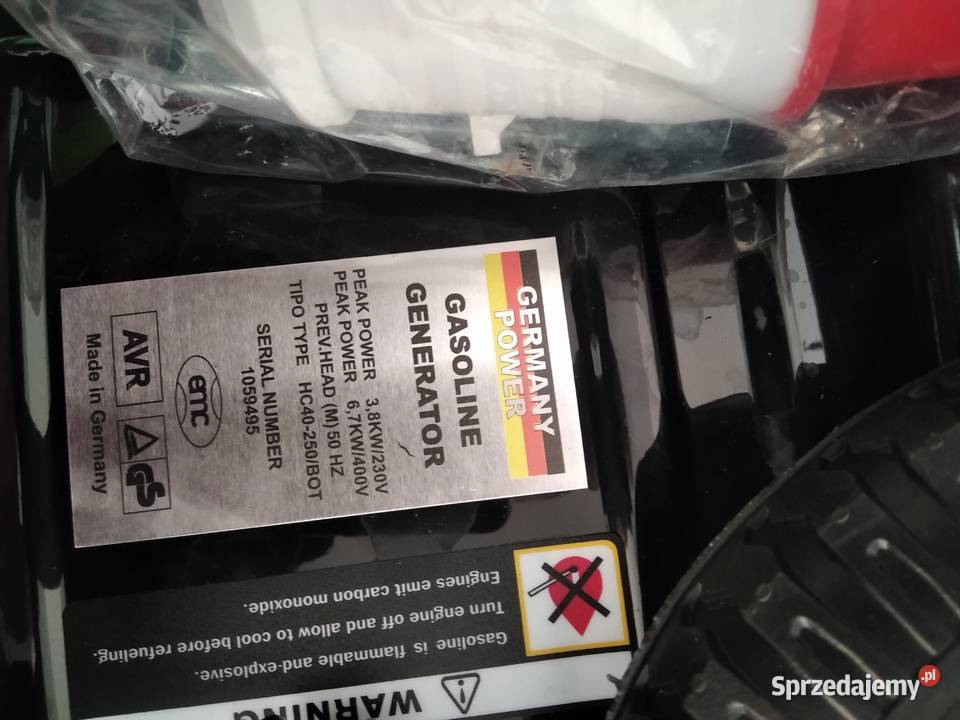 GERMANY
POWER
GASOLINE
GENERATOR
PEAK POWER 3,8KW/230V
PEAK POWER 6,7KW/400V
PREV.HEAD (M) 50 HZ
TIPO TYPE HC40-250/BOT
SERIAL NUMBER
1059495
emc
AVR
GS
Made in Germany
WARNING
Gasoline is flammable and explosive.
Turn engine off and allow to cool before refueling.
Engines emit carbon monoxide.
Sprzedajemy.pl